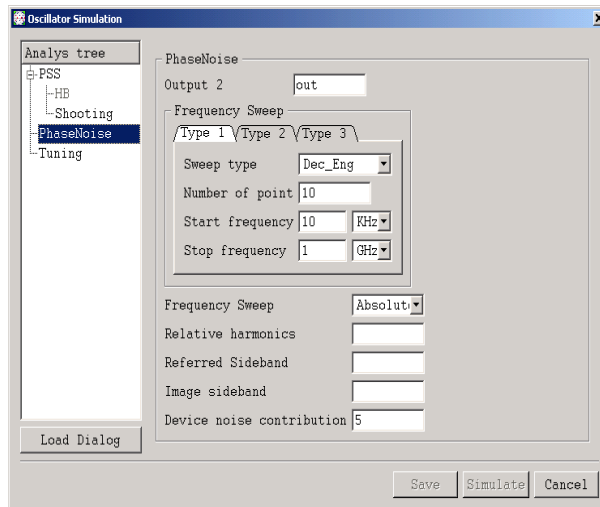 Oscillator Simulation
Analys tree
PSS
HB
Shooting
PhaseNoise
Tuning
Load Dialog
PhaseNoise
Output 2 out
Frequency Sweep
Type 1 Type 2 Type 3
Sweep type Dec_Eng
Number of point 10
Start frequency 10 KHz
Stop frequency 1 GHz
Frequency Sweep Absolut
Relative harmonics
Referred Sideband
Image sideband
Device noise contribution 5
Save Simulate Cancel